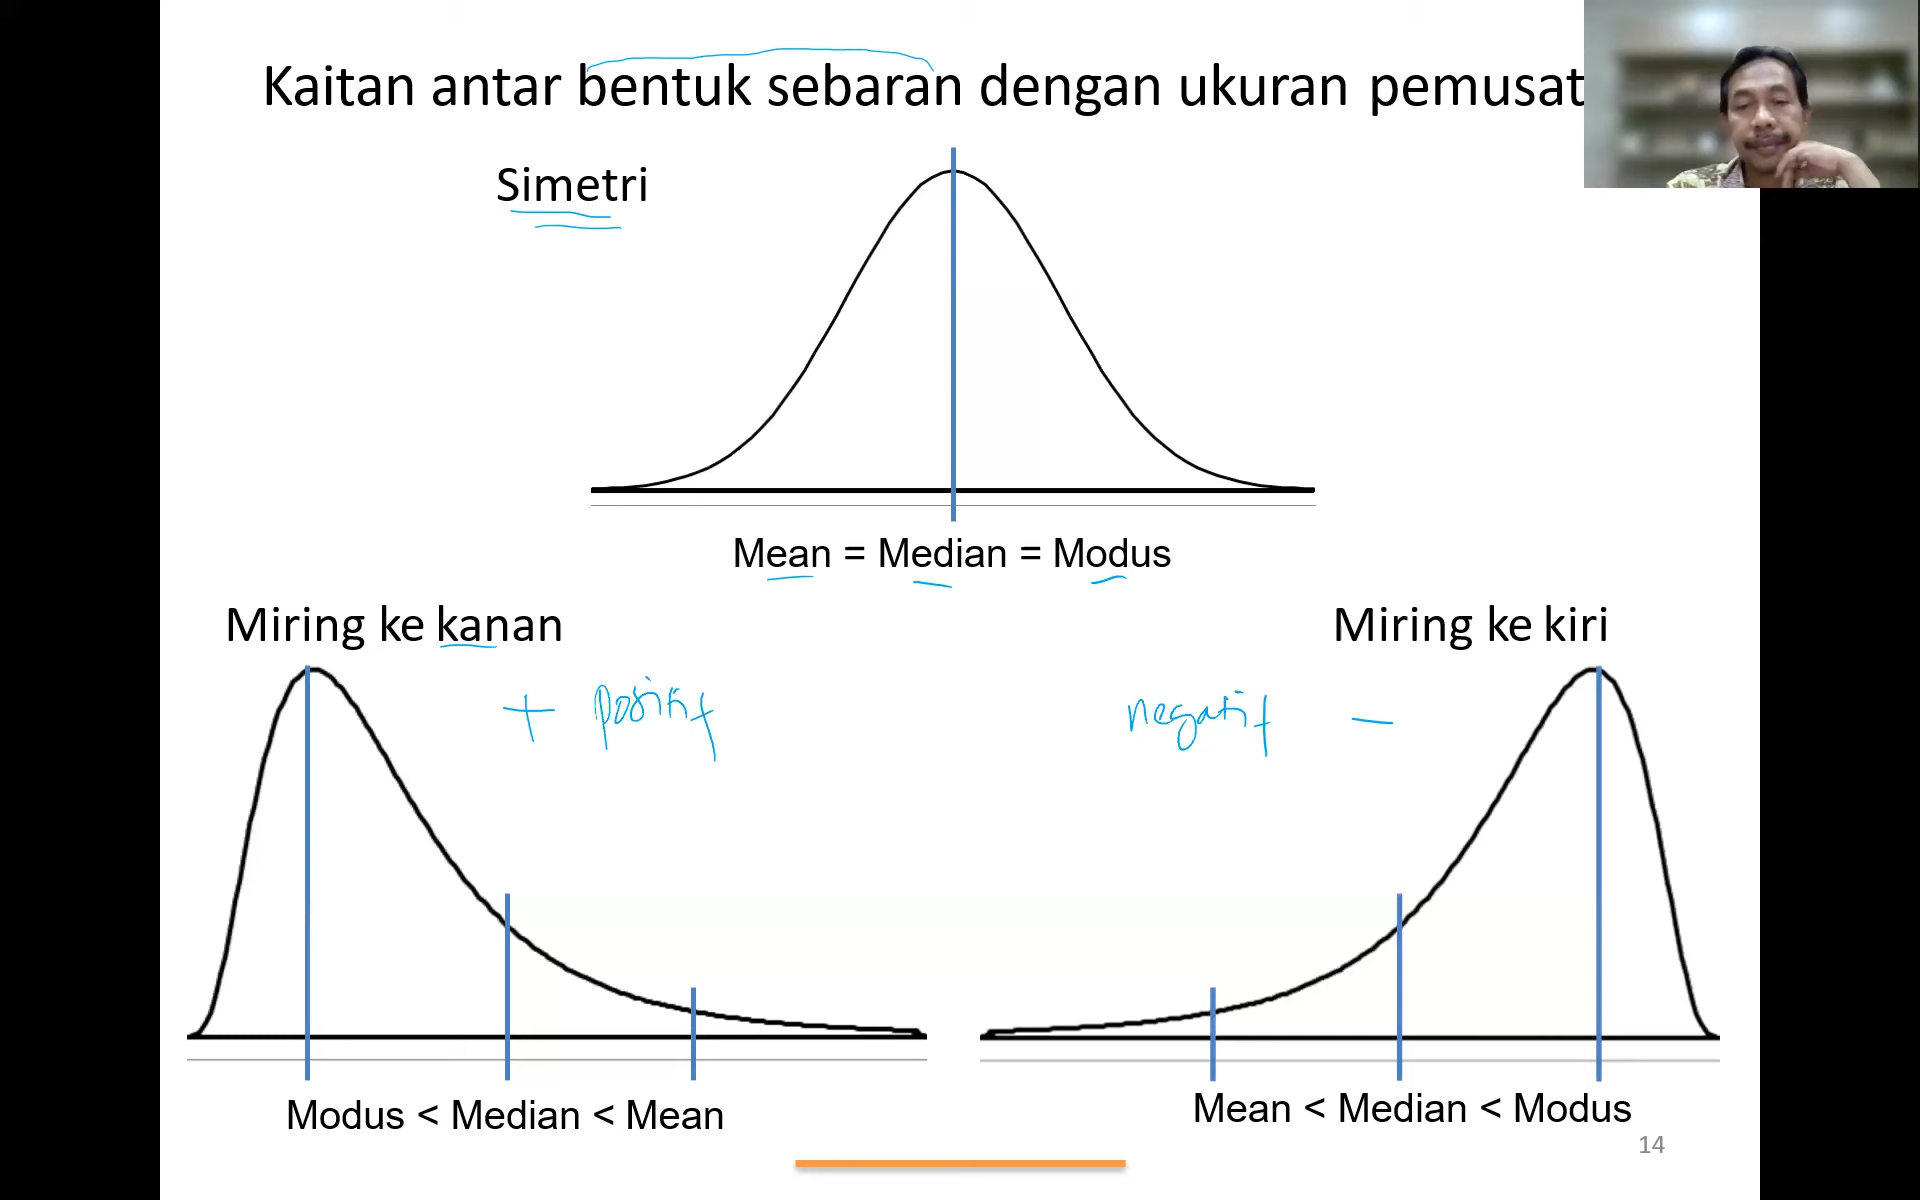 Kaitan antar bentuk sebaran dengan ukuran pemusat
Simetri
Mean = Median = Modus
Miring ke kanan
Miring ke kiri
+ positif
negatif –
Modus < Median < Mean
Mean < Median < Modus
14